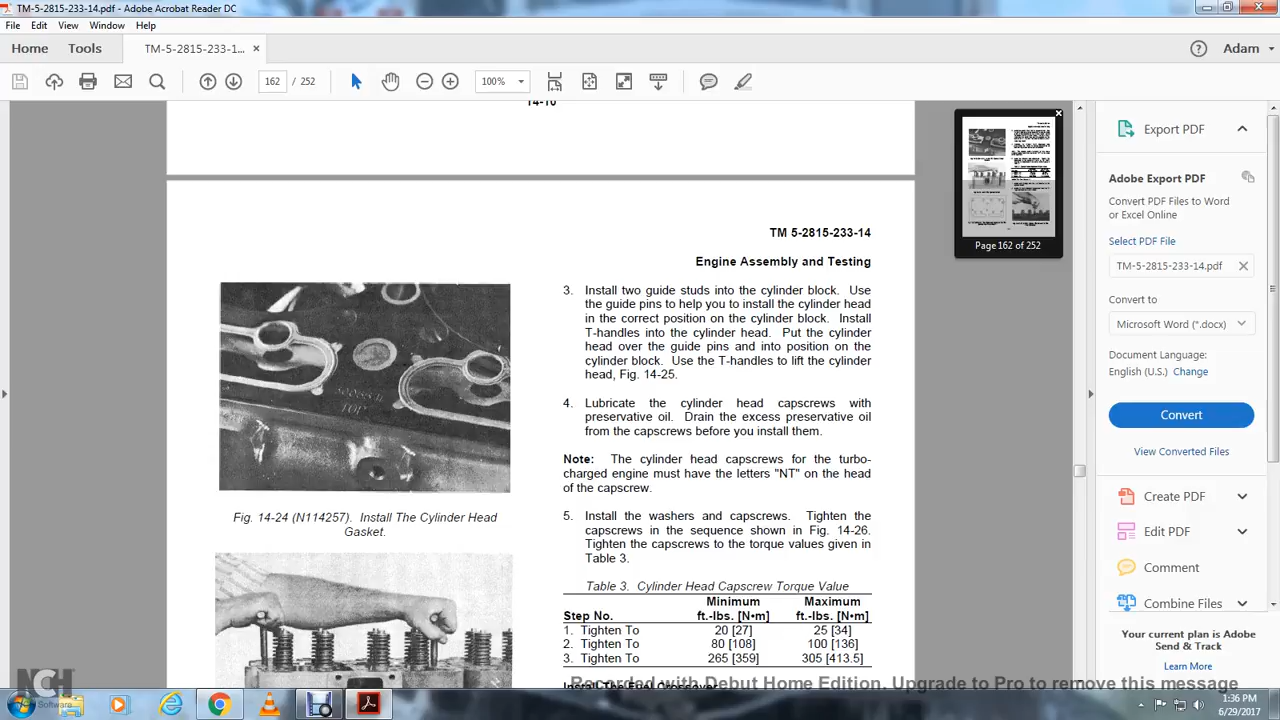 TM-5-2815-233-14.pdf - Adobe Acrobat Reader DC
File Edit View Window Help
Home Tools TM-5-2815-233-1... × Adam
162 / 252 100%
14-10
TM 5-2815-233-14
Engine Assembly and Testing
Fig. 14-24 (N114257). Install The Cylinder Head
Gasket.
3. Install two guide studs into the cylinder block. Use
the guide pins to help you to install the cylinder head
in the correct position on the cylinder block. Install
T-handles into the cylinder head. Put the cylinder
head over the guide pins and into position on the
cylinder block. Use the T-handles to lift the cylinder
head, Fig. 14-25.
4. Lubricate the cylinder head capscrews with
preservative oil. Drain the excess preservative oil
from the capscrews before you install them.
Note: The cylinder head capscrews for the turbo-
charged engine must have the letters "NT" on the head
of the capscrew.
5. Install the washers and capscrews. Tighten the
capscrews in the sequence shown in Fig. 14-26.
Tighten the capscrews to the torque values given in
Table 3.
Table 3. Cylinder Head Capscrew Torque Value
Minimum Maximum
Step No. ft.-lbs. [N•m] ft.-lbs. [N•m]
1. Tighten To 20 [27] 25 [34]
2. Tighten To 80 [108] 100 [136]
3. Tighten To 265 [359] 305 [413.5]
Install The Fuel Crossover
Page 162 of 252
Export PDF
Adobe Export PDF
Convert PDF Files to Word
or Excel Online
Select PDF File
TM-5-2815-233-14.pdf
Convert to
Microsoft Word (*.docx)
Document Language:
English (U.S.) Change
Convert
View Converted Files
Create PDF
Edit PDF
Comment
Combine Files
Your current plan is Adobe
Send & Track
Learn More
Recorded with Debut Home Edition. Upgrade to Pro to remove this message
NCH
Software
1:36 PM
6/29/2017